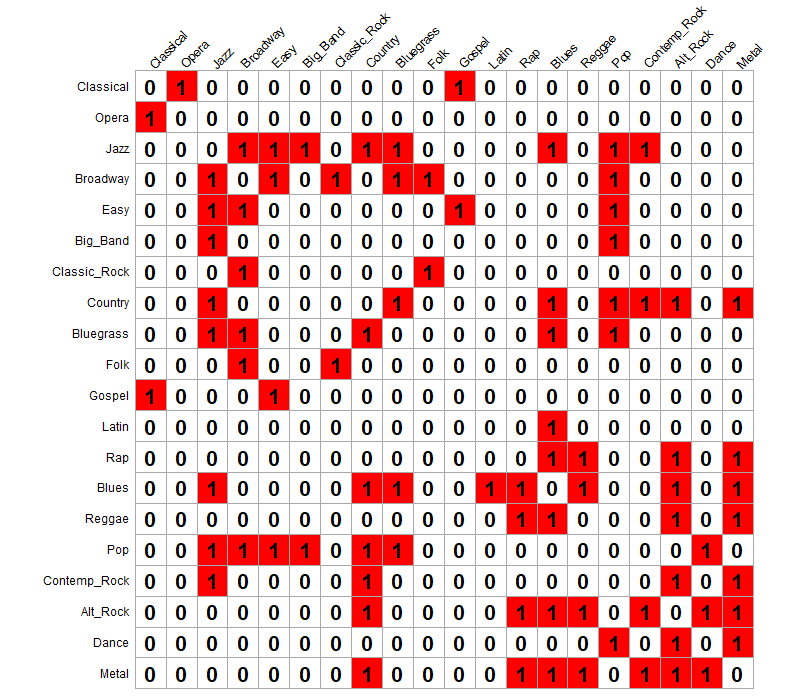 Classical Opera Jazz Broadway Easy Big_Band Classic_Rock Country Bluegrass Folk Gospel Latin Rap Blues Reggae Pop Contemp_Rock Alt_Rock Dance Metal
Classical 0 1 0 0 0 0 0 0 0 0 1 0 0 0 0 0 0 0 0 0
Opera 1 0 0 0 0 0 0 0 0 0 0 0 0 0 0 0 0 0 0 0
Jazz 0 0 0 1 1 1 0 1 1 0 0 0 0 1 0 1 1 0 0 0
Broadway 0 0 1 0 1 0 1 0 1 1 0 0 0 0 0 1 0 0 0 0
Easy 0 0 1 1 0 0 0 0 0 0 1 0 0 0 0 1 0 0 0 0
Big_Band 0 0 1 0 0 0 0 0 0 0 0 0 0 0 0 1 0 0 0 0
Classic_Rock 0 0 0 1 0 0 0 0 0 1 0 0 0 0 0 0 0 0 0 0
Country 0 0 1 0 0 0 0 0 1 0 0 0 0 1 0 1 1 1 0 1
Bluegrass 0 0 1 1 0 0 0 1 0 0 0 0 0 1 0 1 0 0 0 0
Folk 0 0 0 1 0 0 1 0 0 0 0 0 0 0 0 0 0 0 0 0
Gospel 1 0 0 0 1 0 0 0 0 0 0 0 0 0 0 0 0 0 0 0
Latin 0 0 0 0 0 0 0 0 0 0 0 0 0 1 0 0 0 0 0 0
Rap 0 0 0 0 0 0 0 0 0 0 0 0 0 1 1 0 0 1 0 1
Blues 0 0 1 0 0 0 0 1 1 0 0 1 1 0 1 0 0 1 0 1
Reggae 0 0 0 0 0 0 0 0 0 0 0 0 1 1 0 0 0 1 0 1
Pop 0 0 1 1 1 1 0 1 1 0 0 0 0 0 0 0 0 0 1 0
Contemp_Rock 0 0 1 0 0 0 0 1 0 0 0 0 0 0 0 0 0 1 0 1
Alt_Rock 0 0 0 0 0 0 0 1 0 0 0 0 1 1 1 0 1 0 1 1
Dance 0 0 0 0 0 0 0 0 0 0 0 0 0 0 0 1 0 1 0 1
Metal 0 0 0 0 0 0 0 1 0 0 0 0 1 1 1 0 1 1 1 0